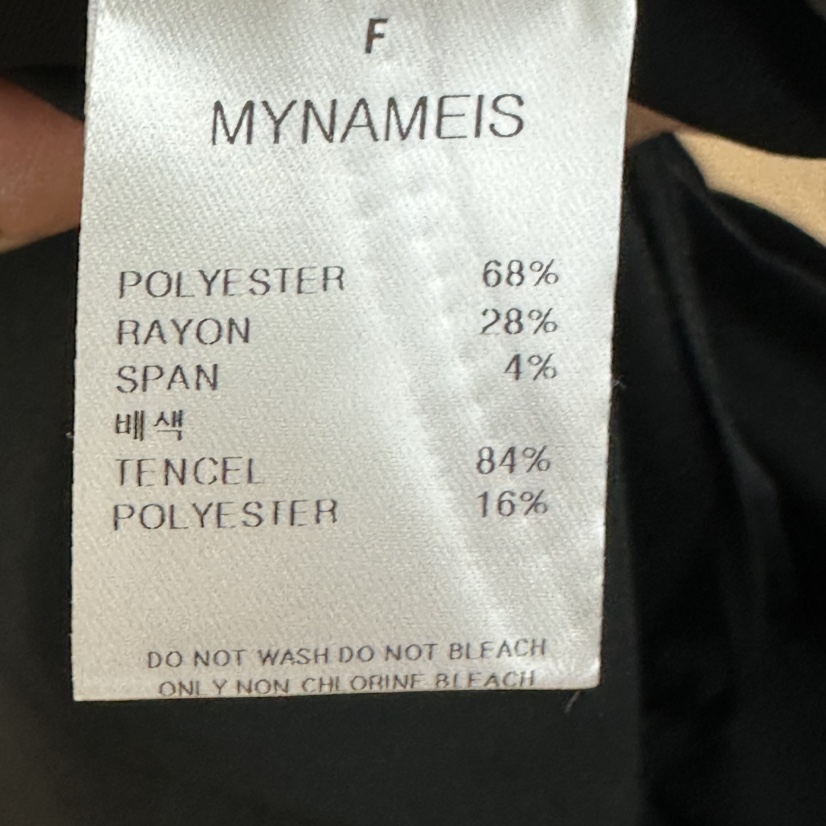 F
MYNAMEIS
POLYESTER 68%
RAYON 28%
SPAN 4%
배색
TENCEL 84%
POLYESTER 16%
DO NOT WASH DO NOT BLEACH
ONLY NON CHLORINE BLEACH